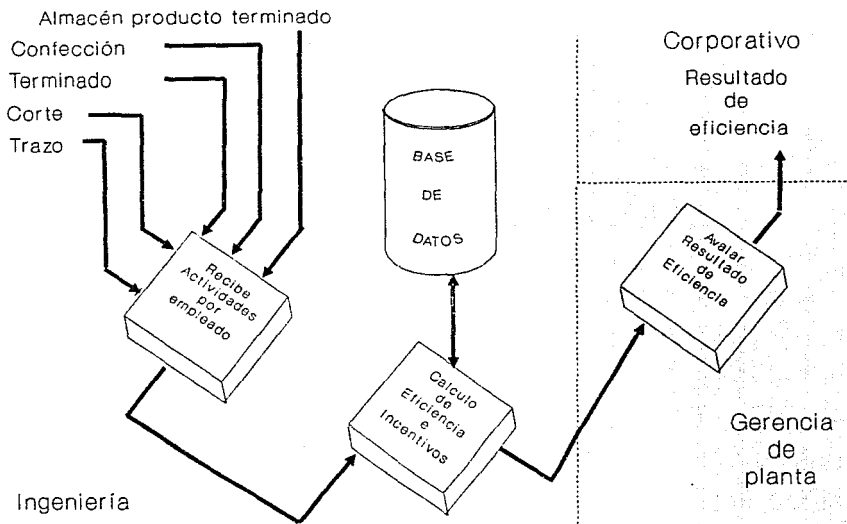 Almacén producto terminado
Confección
Terminado
Corte
Trazo
Recibe
Actividades
por
empleado
BASE
DE
DATOS
Calculo
de
Eficiencia
e
Incentivos
Corporativo
Resultado
de
eficiencia
Avalar
Resultado
de
Eficiencia
Gerencia
de
planta
Ingeniería